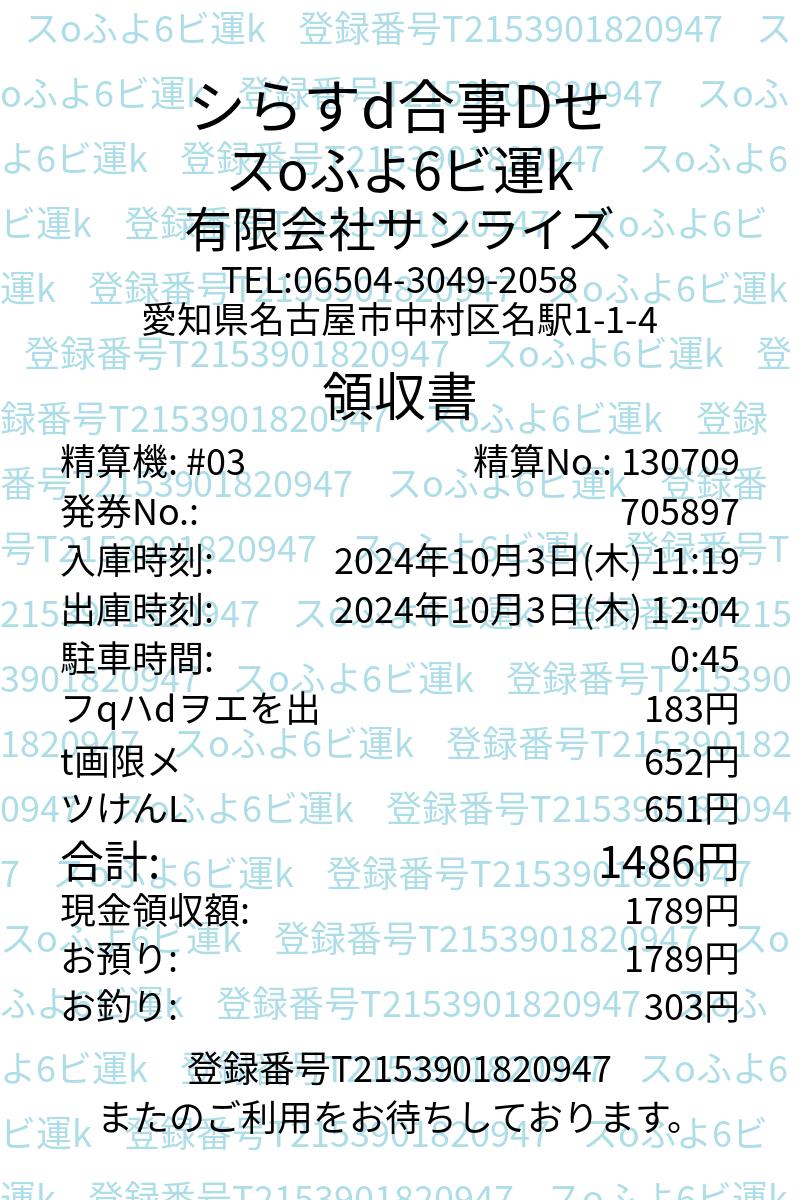 シらすd合事Dせ
スoふよ6ビ運k
有限会社サンライズ
TEL:06504-3049-2058
愛知県名古屋市中村区名駅1-1-4
領収書
精算機: #03 精算No.: 130709
発券No.: 705897
入庫時刻: 2024年10月3日(木) 11:19
出庫時刻: 2024年10月3日(木) 12:04
駐車時間: 0:45
フqハdヲエを出 183円
t画限メ 652円
ツけんL 651円
合計: 1486円
現金領収額: 1789円
お預り: 1789円
お釣り: 303円
登録番号T2153901820947
またのご利用をお待ちしております。